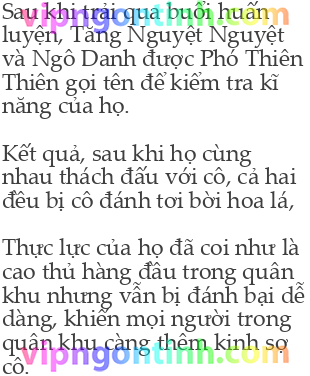 Sau khi trải qua buổi huấn
luyện, Tăng Nguyệt Nguyệt
và Ngô Danh được Phó Thiên
Thiên gọi tên để kiểm tra kĩ
năng của họ.
vipngontinh.com
Kết quả, sau khi họ cùng
nhau thách đấu với cô, cả hai
đều bị cô đánh tơi bời hoa lá,
Thực lực của họ đã coi như là
cao thủ hàng đầu trong quân
khu nhưng vẫn bị đánh bại dễ
dàng, khiến mọi người trong
quân khu càng thêm kinh sợ
cô.
vipngontinh.com